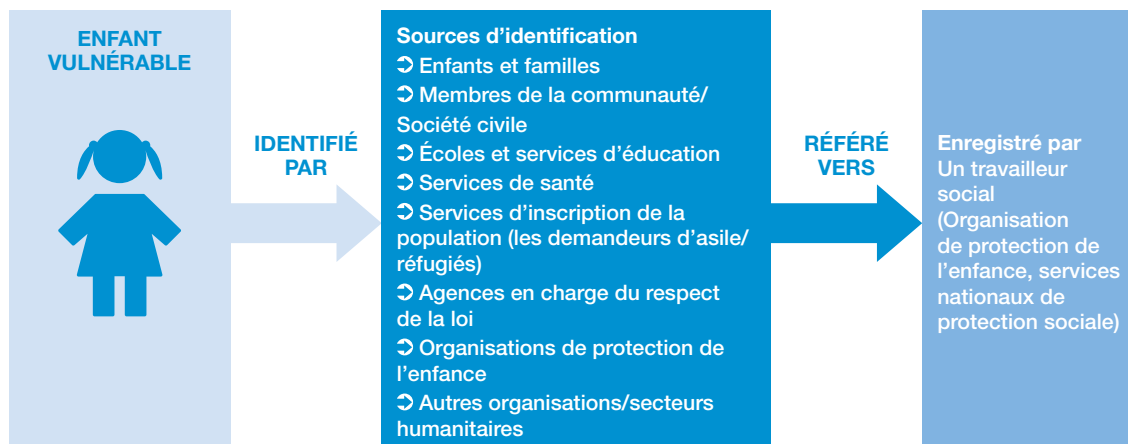 ENFANT
VULNÉRABLE
IDENTIFIÉ
PAR
Sources d’identification
➲ Enfants et familles
➲ Membres de la communauté/
Société civile
➲ Écoles et services d’éducation
➲ Services de santé
➲ Services d’inscription de la
population (les demandeurs d’asile/
réfugiés)
➲ Agences en charge du respect
de la loi
➲ Organisations de protection de
l’enfance
➲ Autres organisations/secteurs
humanitaires
RÉFÉRÉ
VERS
Enregistré par
Un travailleur
social
(Organisation
de protection de
l’enfance, services
nationaux de
protection sociale)